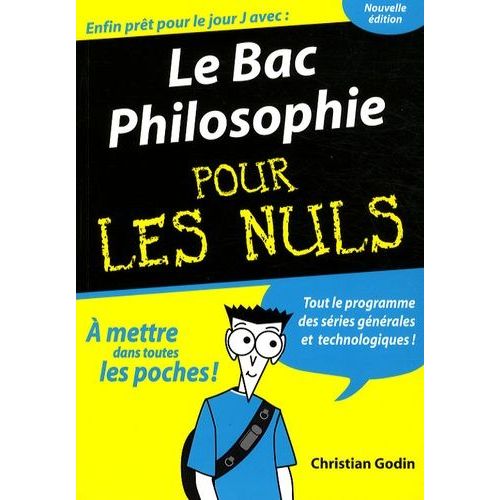 Enfin prêt pour le jour J avec :
Nouvelle
édition
Le Bac
Philosophie
POUR
LES NULS
À mettre
dans toutes
les poches !
Tout le programme
des séries générales
et technologiques !
Christian Godin